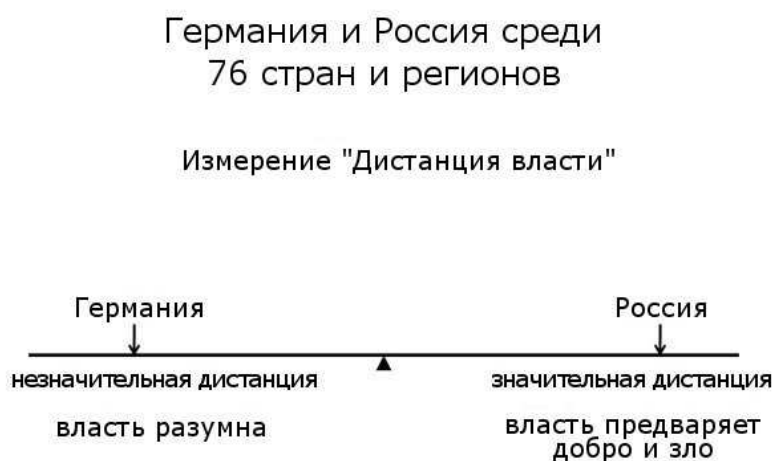 Германия и Россия среди
76 стран и регионов
Измерение "Дистанция власти"
Германия
Россия
незначительная дистанция
значительная дистанция
власть разумна
власть предваряет
добро и зло